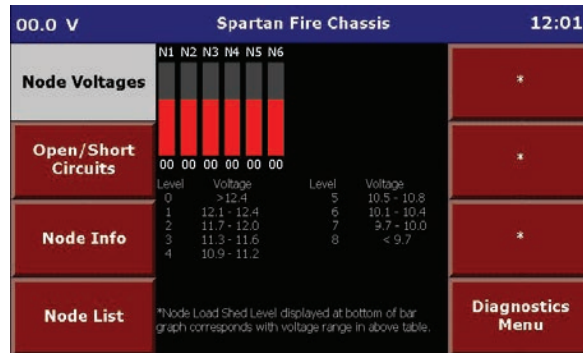 00.0 V Spartan Fire Chassis 12:01
Node Voltages
Open/Short
Circuits
Node Info
Node List
N1 N2 N3 N4 N5 N6
00 00 00 00 00 00
Level Voltage Level Voltage
0 >12.4 5 10.5 - 10.8
1 12.1 - 12.4 6 10.1 - 10.4
2 11.7 - 12.0 7 9.7 - 10.0
3 11.3 - 11.6 8 < 9.7
4 10.9 - 11.2
*Node Load Shed Level displayed at bottom of bar
graph corresponds with voltage range in above table.
*
*
*
Diagnostics
Menu